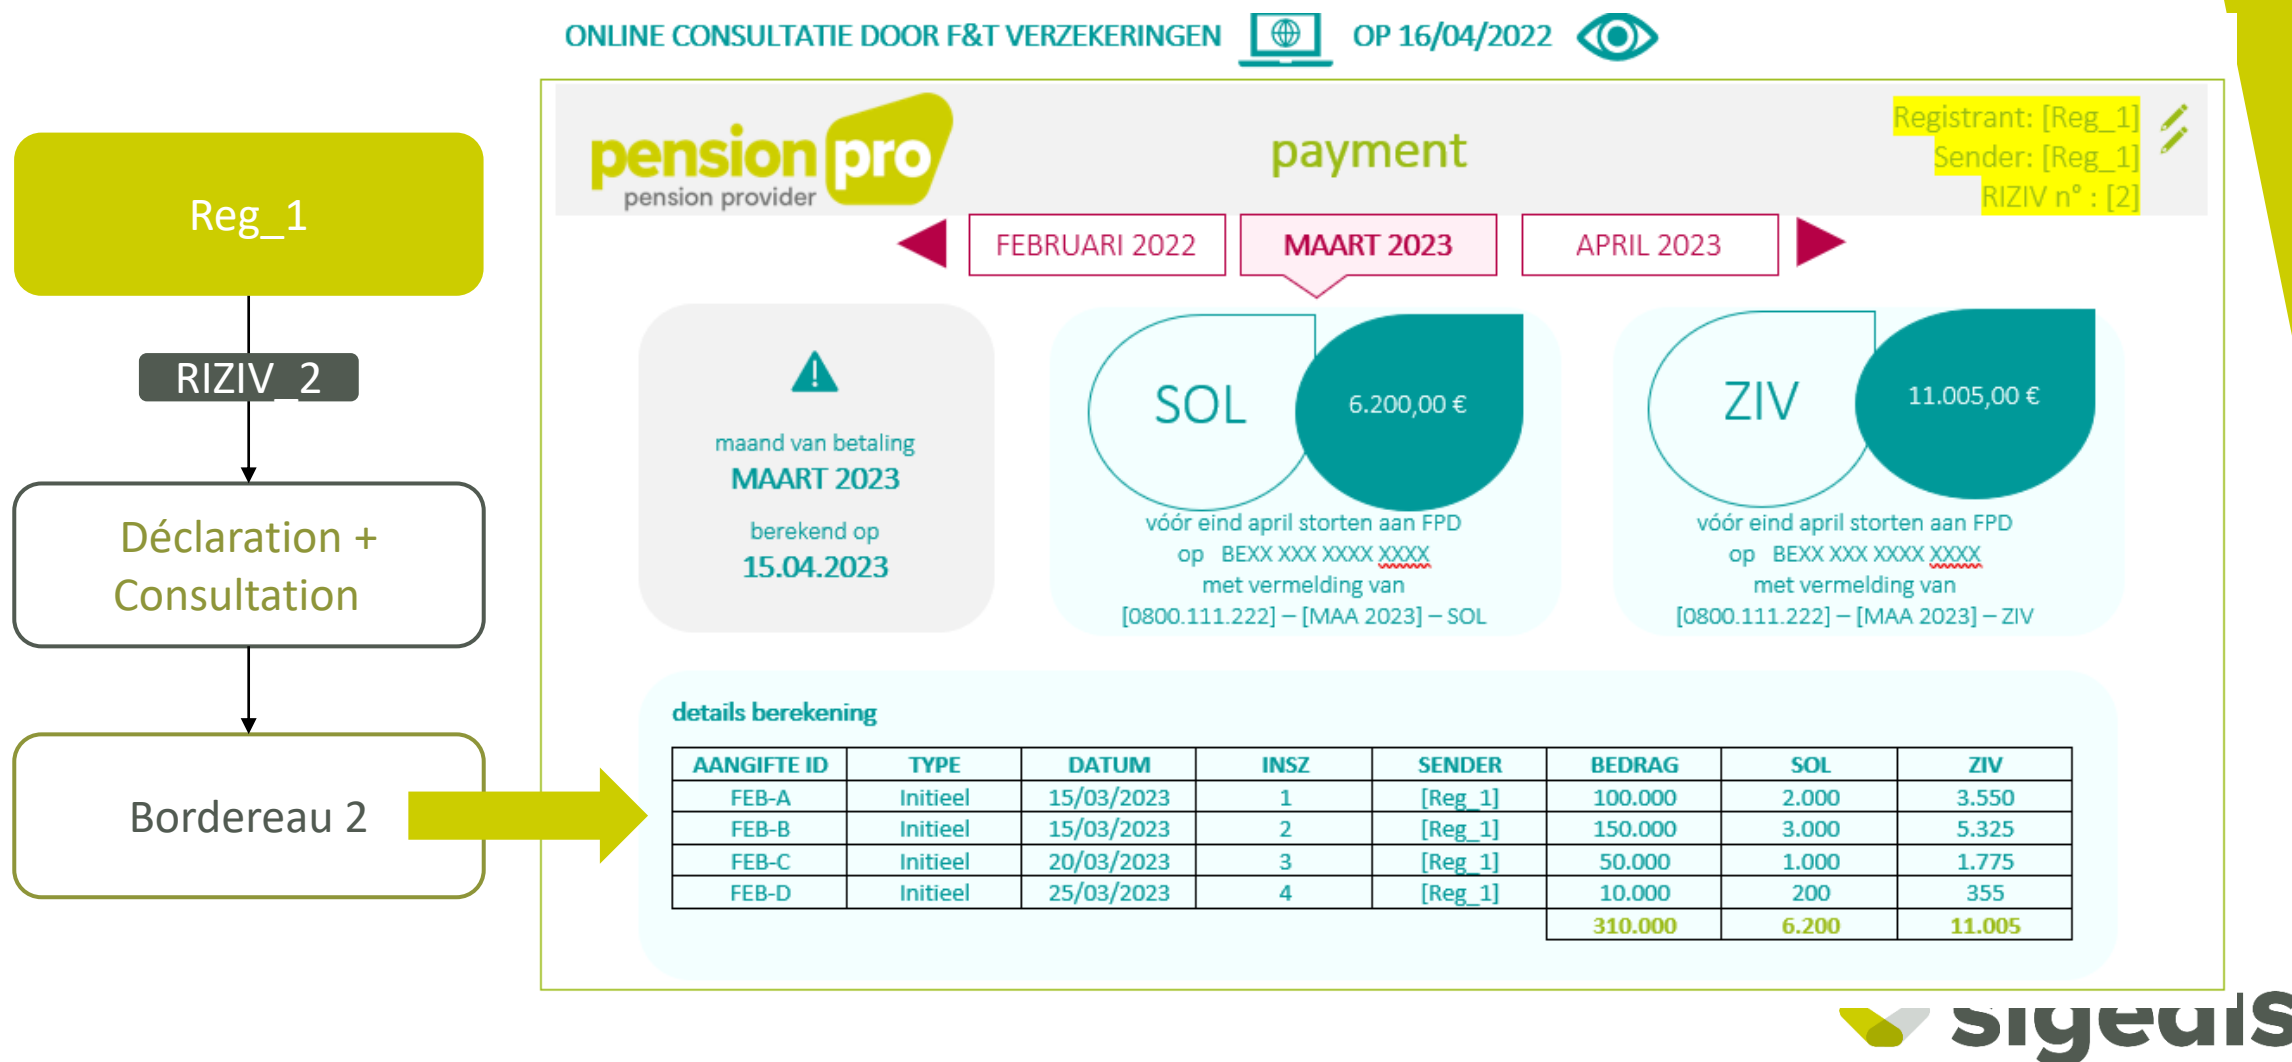 ONLINE CONSULTATIE DOOR F&T VERZEKERINGEN OP 16/04/2022
Reg_1
RIZIV_2
Déclaration +
Consultation
Bordereau 2
pension pro
pension provider
payment
Registrant: [Reg_1]
Sender: [Reg_1]
RIZIV n° : [2]
FEBRUARI 2022 MAART 2023 APRIL 2023
maand van betaling
MAART 2023
berekend op
15.04.2023
SOL 6.200,00 €
vóór eind april storten aan FPD
op BEXX XXX XXXX XXXX
met vermelding van
[0800.111.222] – [MAA 2023] – SOL
ZIV 11.005,00 €
vóór eind april storten aan FPD
op BEXX XXX XXXX XXXX
met vermelding van
[0800.111.222] – [MAA 2023] – ZIV
details berekening
AANGIFTE ID TYPE DATUM INSZ SENDER BEDRAG SOL ZIV
FEB-A Initieel 15/03/2023 1 [Reg_1] 100.000 2.000 3.550
FEB-B Initieel 15/03/2023 2 [Reg_1] 150.000 3.000 5.325
FEB-C Initieel 20/03/2023 3 [Reg_1] 50.000 1.000 1.775
FEB-D Initieel 25/03/2023 4 [Reg_1] 10.000 200 355
310.000 6.200 11.005
sigedis